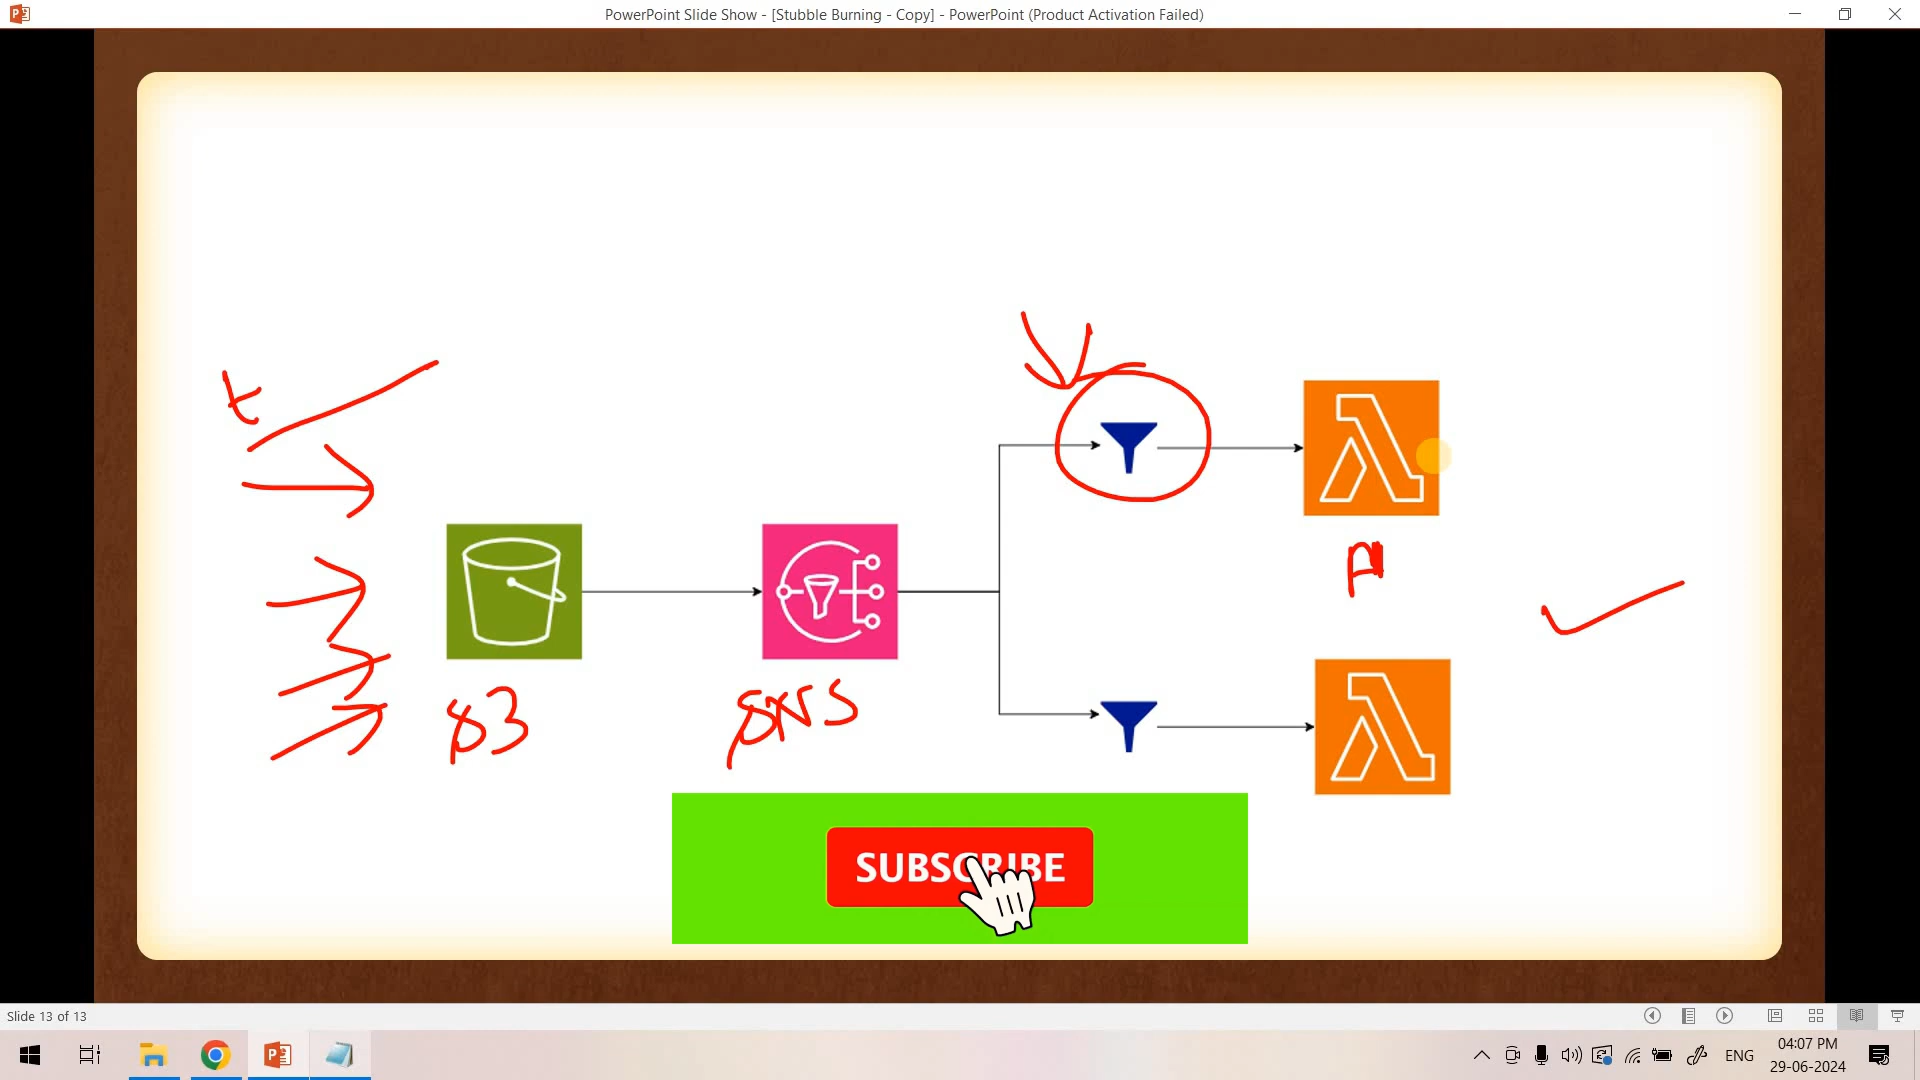 PowerPoint Slide Show - [Stubble Burning - Copy] - PowerPoint (Product Activation Failed)
t
S3
SNS
A
SUBSCRIBE
Slide 13 of 13
ENG
04:07 PM
29-06-2024